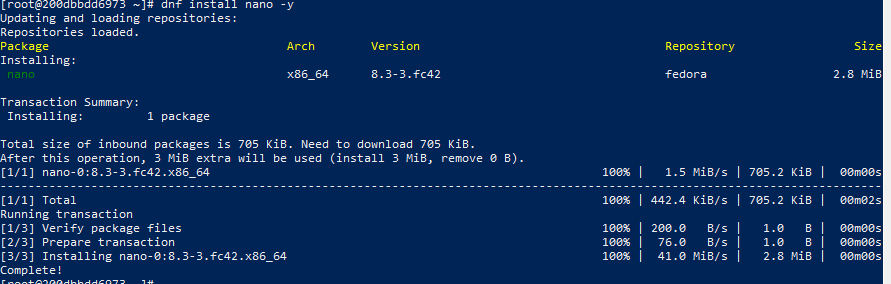 [root@200dbbdd6973 ~]# dnf install nano -y
Updating and loading repositories:
Repositories loaded.
Package Arch Version Repository Size
Installing:
nano x86_64 8.3-3.fc42 fedora 2.8 MiB
Transaction Summary:
Installing: 1 package
Total size of inbound packages is 705 KiB. Need to download 705 KiB.
After this operation, 3 MiB extra will be used (install 3 MiB, remove 0 B).
[1/1] nano-0:8.3-3.fc42.x86_64 100% | 1.5 MiB/s | 705.2 KiB | 00m00s
--------------------------------------------------------------------------------
[1/1] Total 100% | 442.4 KiB/s | 705.2 KiB | 00m02s
Running transaction
[1/3] Verify package files 100% | 200.0 B/s | 1.0 B | 00m00s
[2/3] Prepare transaction 100% | 76.0 B/s | 1.0 B | 00m00s
[3/3] Installing nano-0:8.3-3.fc42.x86_64 100% | 41.0 MiB/s | 2.8 MiB | 00m00s
Complete!
[root@200dbbdd6973 ~]#